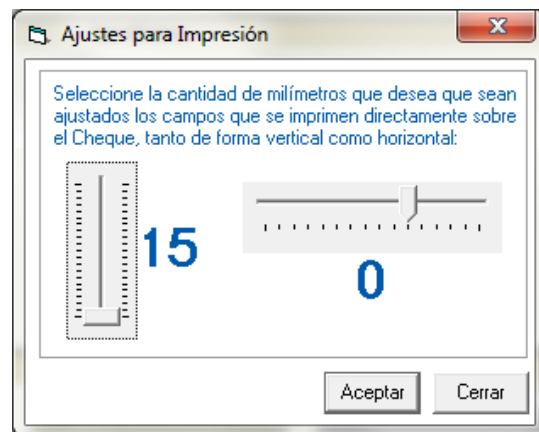 Ajustes para Impresión
Seleccione la cantidad de milímetros que desea que sean
ajustados los campos que se imprimen directamente sobre
el Cheque, tanto de forma vertical como horizontal:
15
0
Aceptar
Cerrar